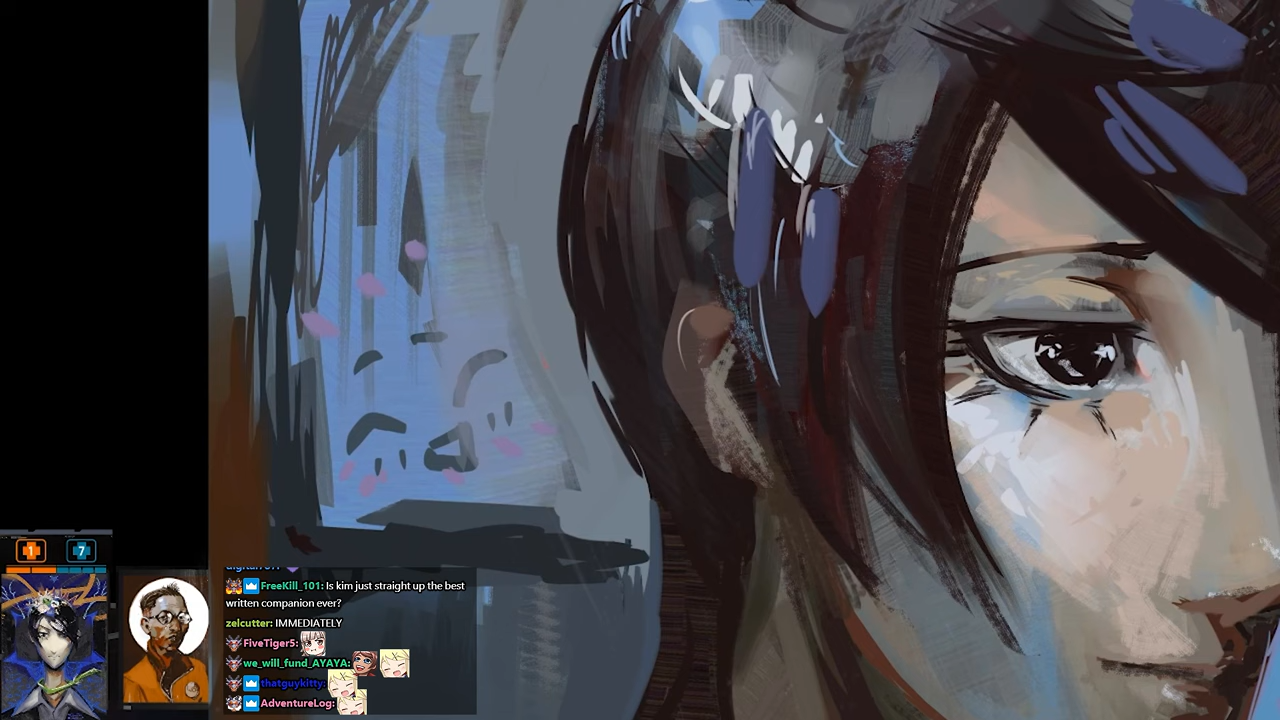 1
7
FreeKill_101: Is kim just straight up the best
written companion ever?
zelcutter: IMMEDIATELY
FiveTiger5:
we_will_fund_AYAYA:
thatguykitty:
AdventureLog: